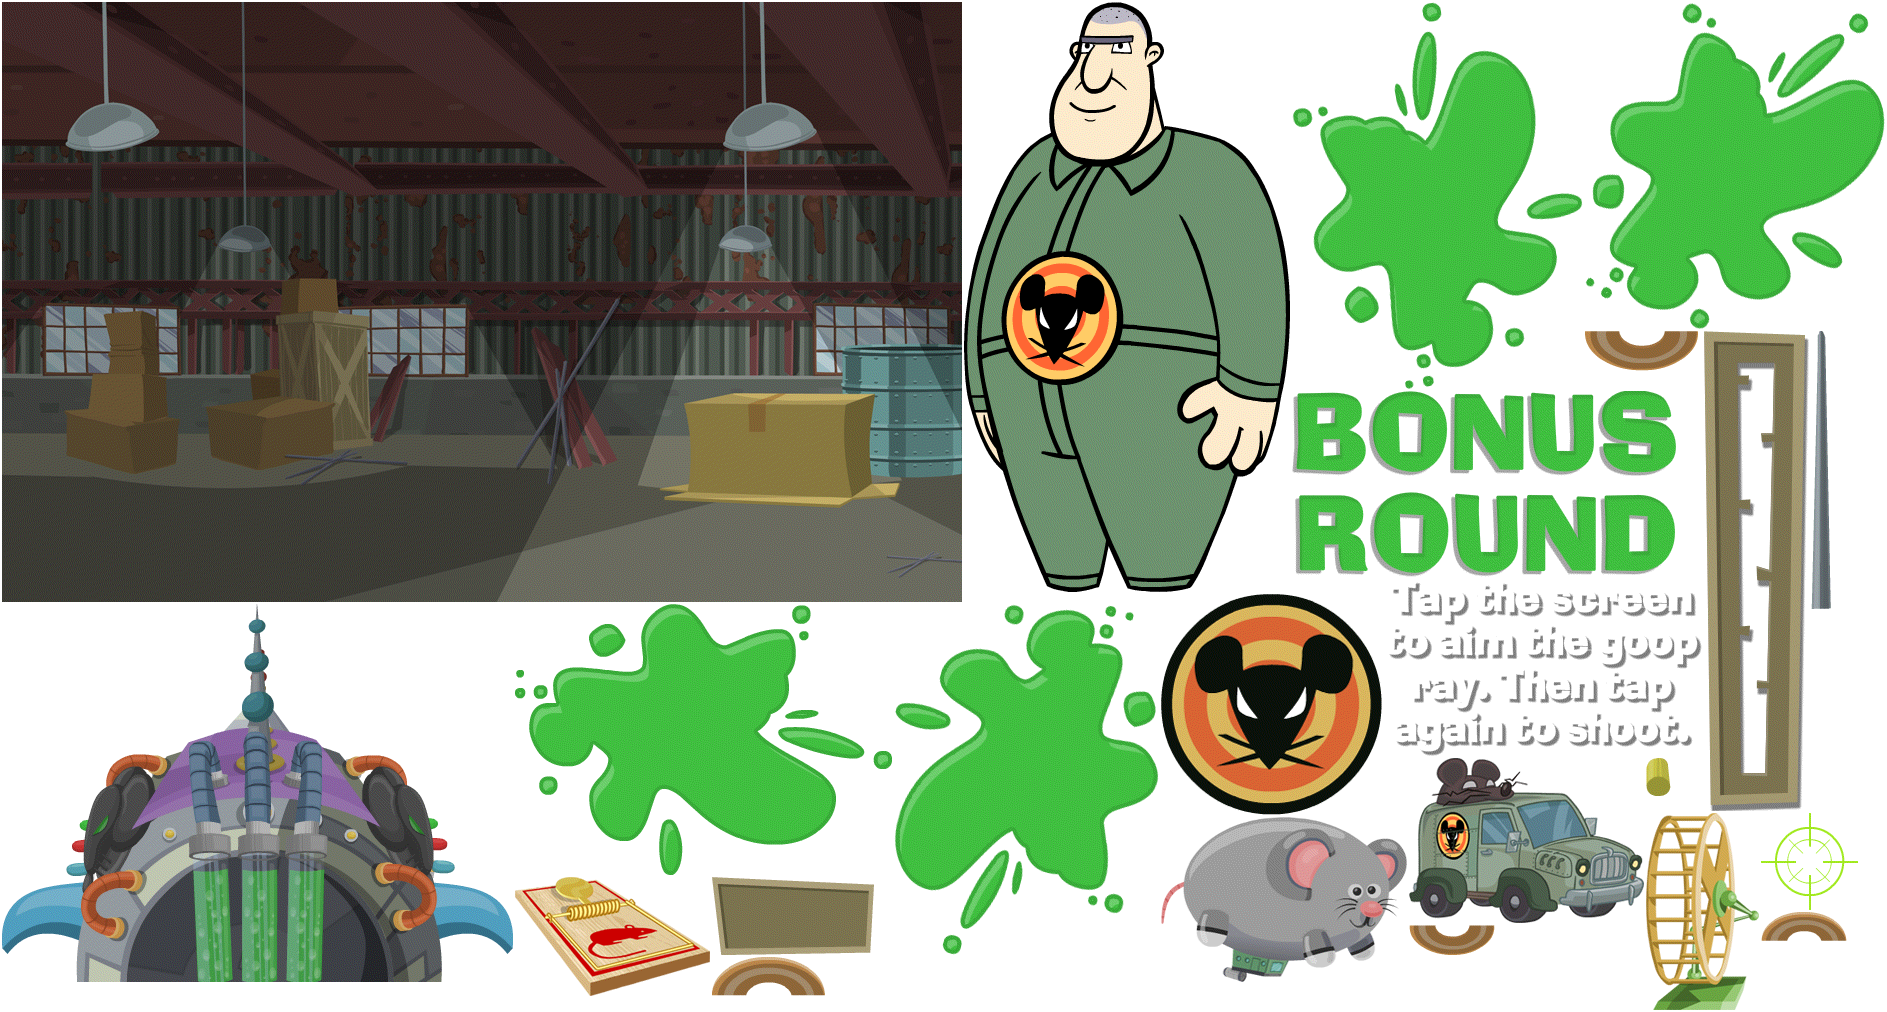 BONUS
ROUND
Tap the screen
to aim the goop
ray. Then tap
again to shoot.